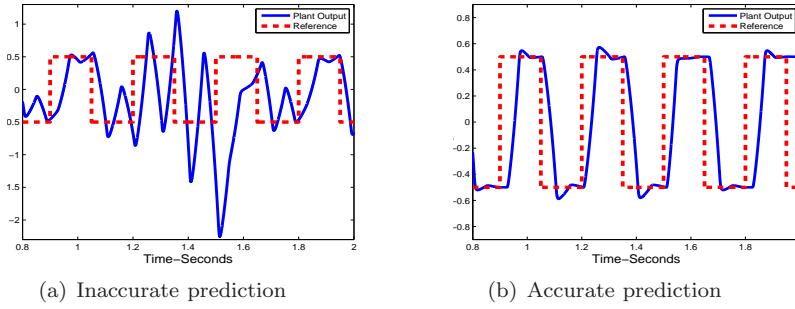 Plant Output
Reference
1
0.5
0
0.5
1
1.5
2
0.8 1 1.2 1.4 1.6 1.8 2
Time−Seconds
(a) Inaccurate prediction
Plant Output
Reference
0.8
0.6
0.4
0.2
0
−0.2
−0.4
−0.6
−0.8
0.8 1 1.2 1.4 1.6 1.8
Time−Seconds
(b) Accurate prediction